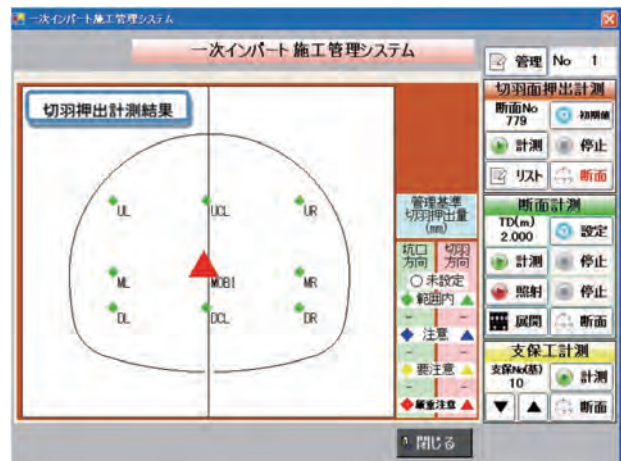 一次インバート施工管理システム
一次インバート 施工管理システム
管理 No 1
切羽押出計測結果
切羽面押出計測
断面No
779
初期値
計測 停止
リスト 断面
UL UCL UR
ML MOBI MR
DL DCL DR
管理基準
切羽押出量
(mm)
坑口
方向
切羽
方向
未設定
範囲内
- -
注意
- -
要注意
- -
厳重注意
断面計測
TD(m)
2.000
設定
計測 停止
照射 停止
展開 断面
支保工計測
支保No(基)
10
計測
断面
閉じる